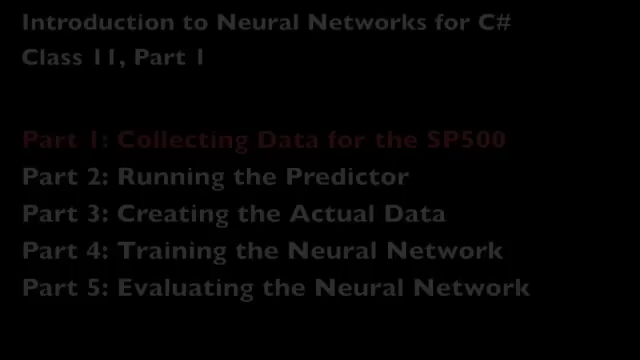 Introduction to Neural Networks for C#
Class 11, Part 1
Part 1: Collecting Data for the SP500
Part 2: Running the Predictor
Part 3: Creating the Actual Data
Part 4: Training the Neural Network
Part 5: Evaluating the Neural Network